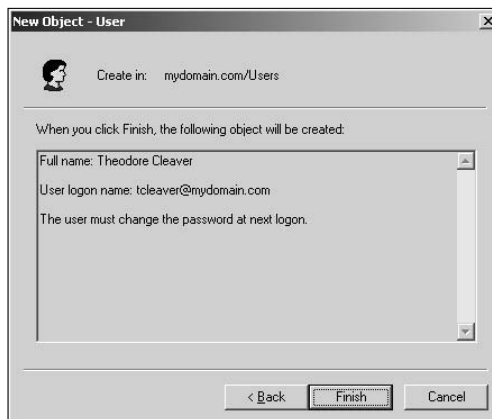 New Object - User
Create in: mydomain.com/Users
When you click Finish, the following object will be created:
Full name: Theodore Cleaver
User logon name: tcleaver@mydomain.com
The user must change the password at next logon.
< Back Finish Cancel